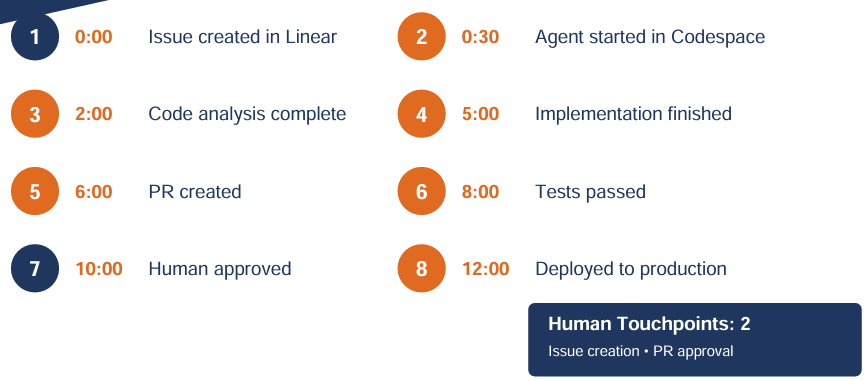 1 0:00 Issue created in Linear
2 0:30 Agent started in Codespace
3 2:00 Code analysis complete
4 5:00 Implementation finished
5 6:00 PR created
6 8:00 Tests passed
7 10:00 Human approved
8 12:00 Deployed to production
Human Touchpoints: 2
Issue creation • PR approval